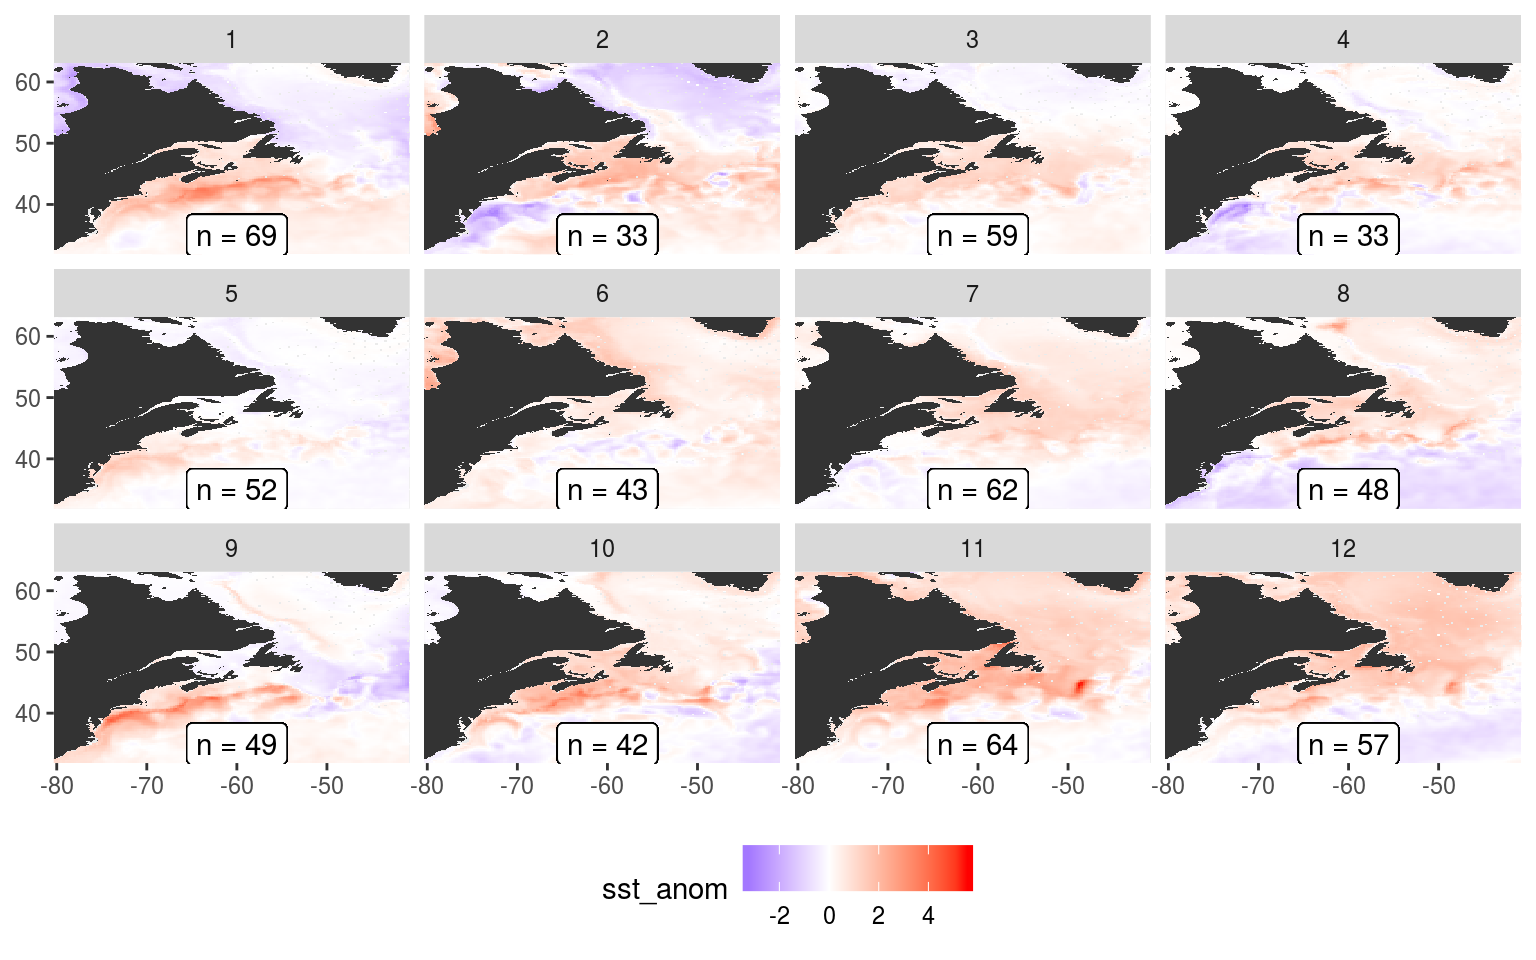 1 2 3 4
60
50
40
n = 69 n = 33 n = 59 n = 33
5 6 7 8
60
50
40
n = 52 n = 43 n = 62 n = 48
9 10 11 12
60
50
40
n = 49 n = 42 n = 64 n = 57
-80 -70 -60 -50 -80 -70 -60 -50 -80 -70 -60 -50 -80 -70 -60 -50
sst_anom
-2 0 2 4